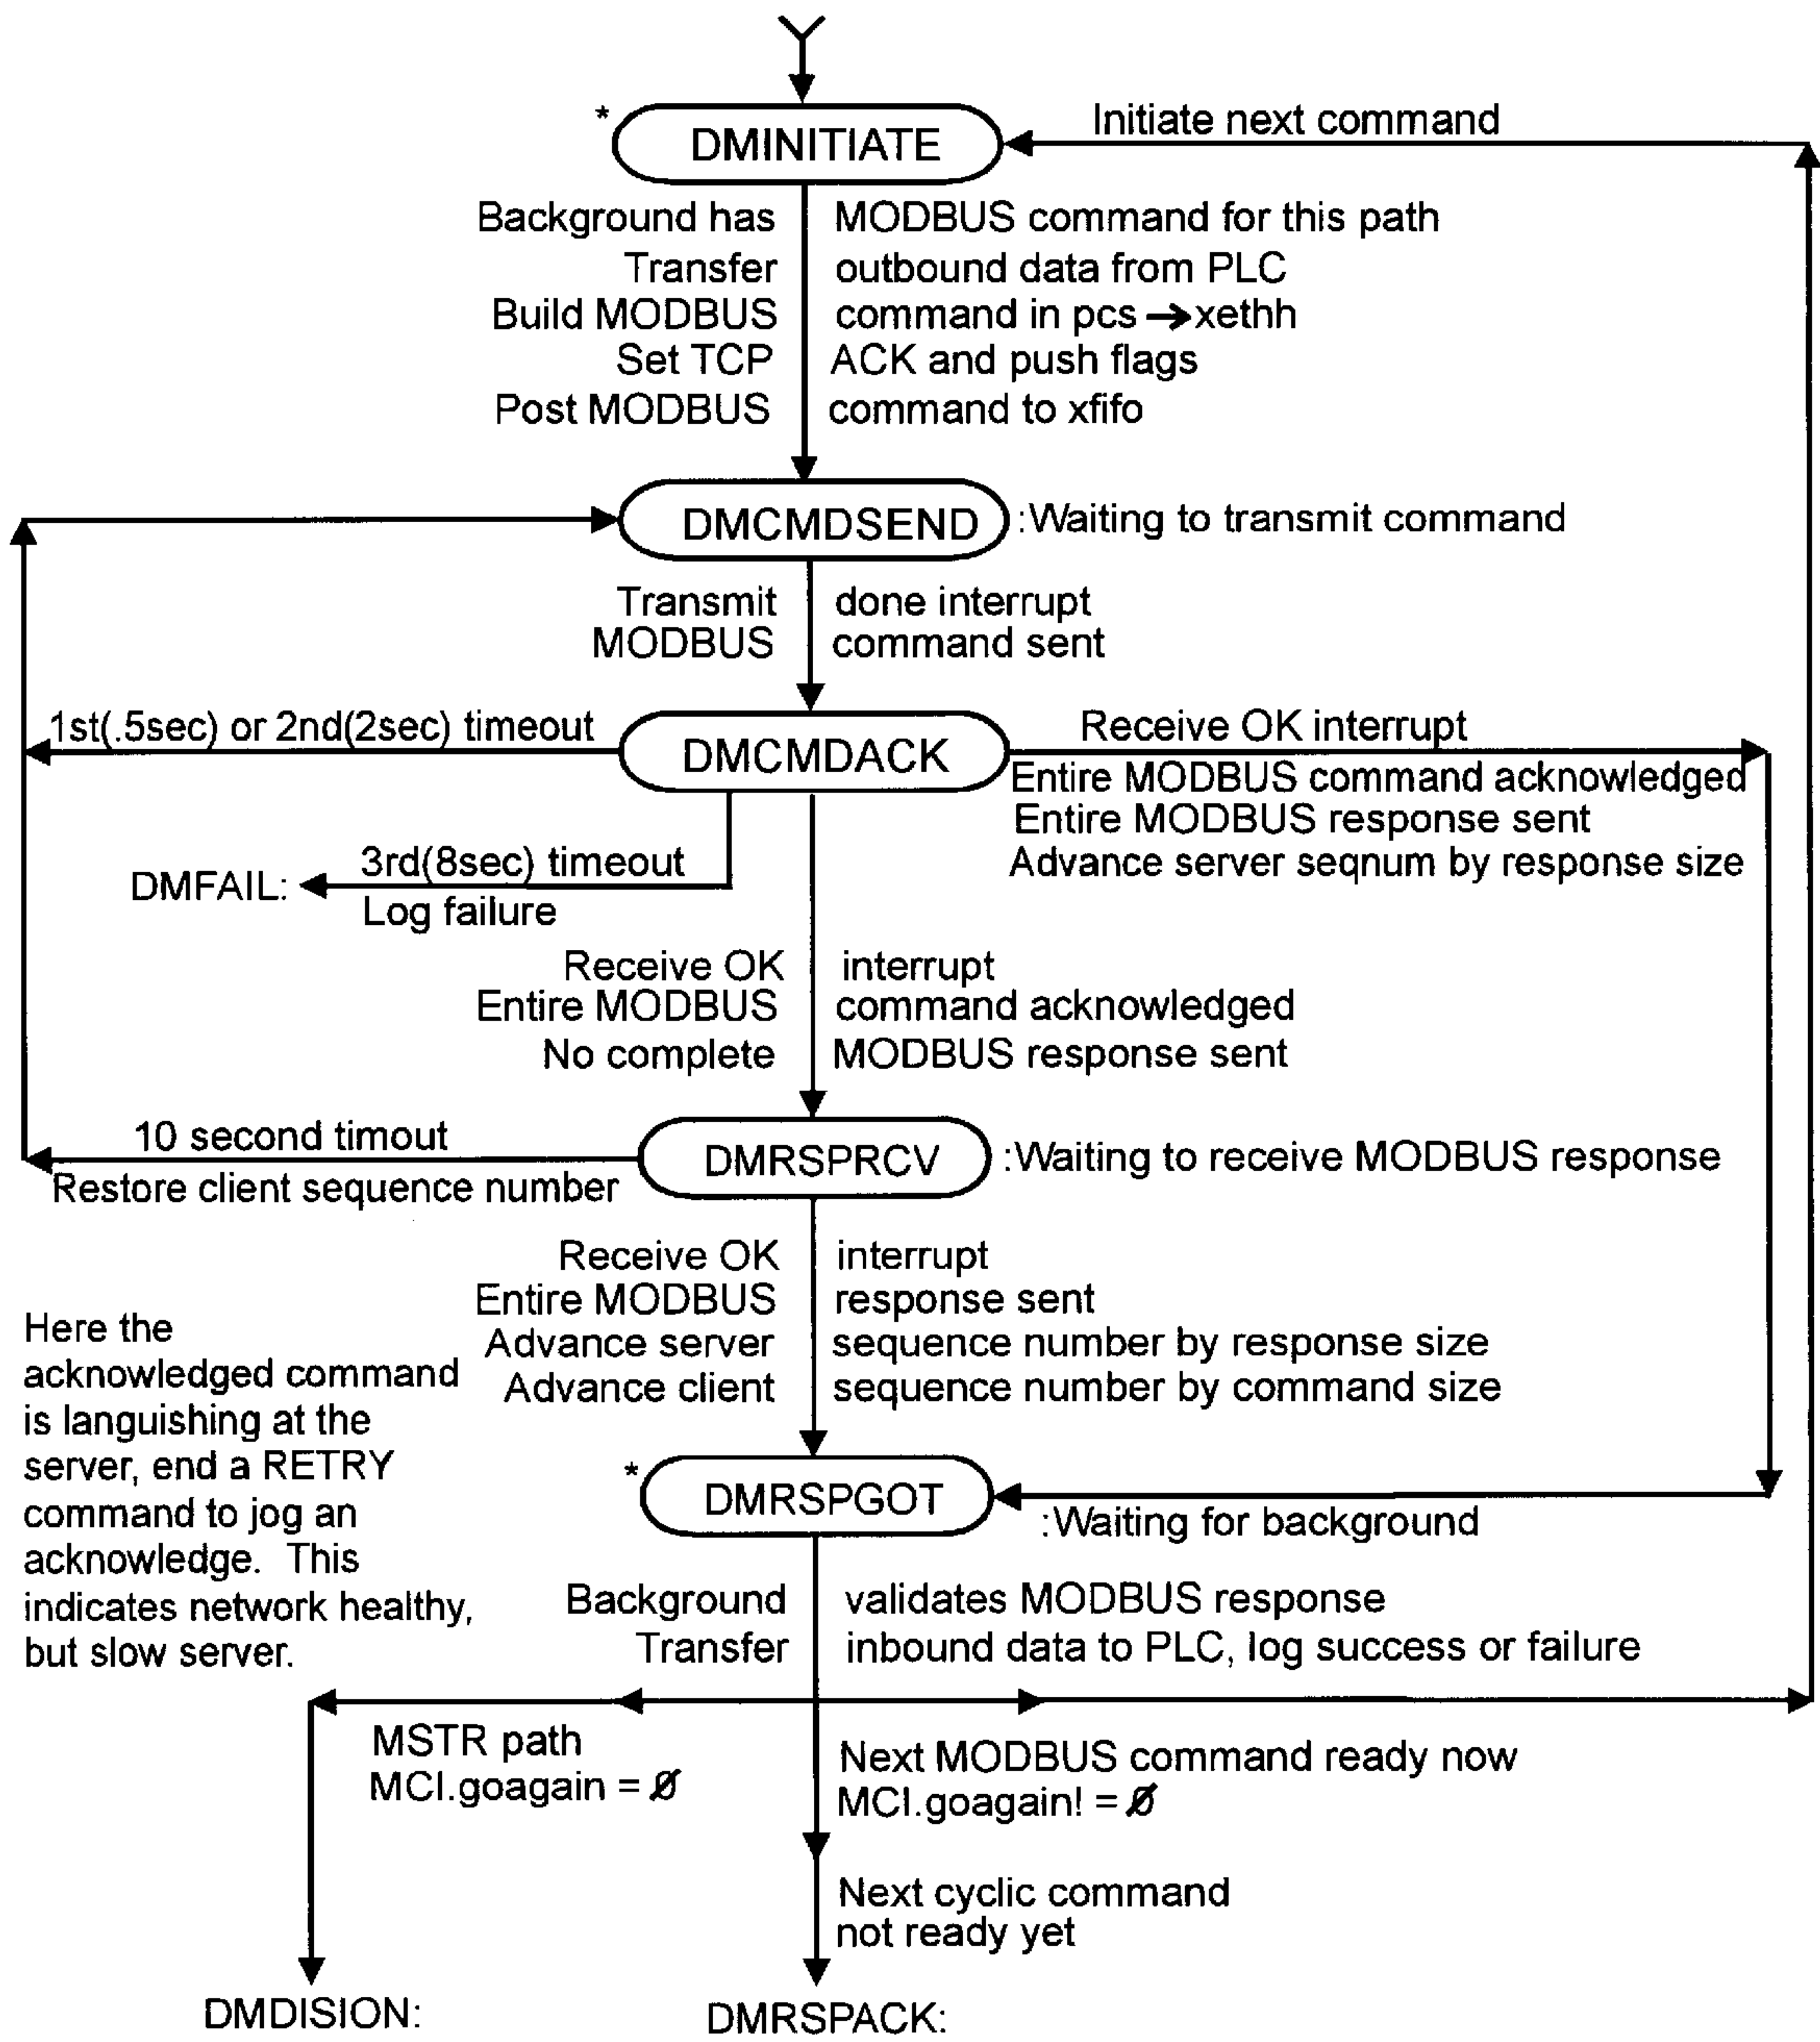 *
DMINITIATE
Initiate next command
Background has MODBUS command for this path
Transfer outbound data from PLC
Build MODBUS command in pcs → xethh
Set TCP ACK and push flags
Post MODBUS command to xfifo
DMCMDSEND :Waiting to transmit command
Transmit done interrupt
MODBUS command sent
1st(.5sec) or 2nd(2sec) timeout
DMCMDACK
Receive OK interrupt
Entire MODBUS command acknowledged
Entire MODBUS response sent
Advance server seqnum by response size
3rd(8sec) timeout
DMFAIL:
Log failure
Receive OK interrupt
Entire MODBUS command acknowledged
No complete MODBUS response sent
10 second timout
Restore client sequence number
DMRSPRCV :Waiting to receive MODBUS response
Receive OK interrupt
Entire MODBUS response sent
Advance server sequence number by response size
Advance client sequence number by command size
Here the
acknowledged command
is languishing at the
server, end a RETRY
command to jog an
acknowledge. This
indicates network healthy,
but slow server.
*
DMRSPGOT
:Waiting for background
Background validates MODBUS response
Transfer inbound data to PLC, log success or failure
MSTR path
MCI.goagain = Ø
Next MODBUS command ready now
MCI.goagain! = Ø
Next cyclic command
not ready yet
DMDISION:
DMRSPACK: